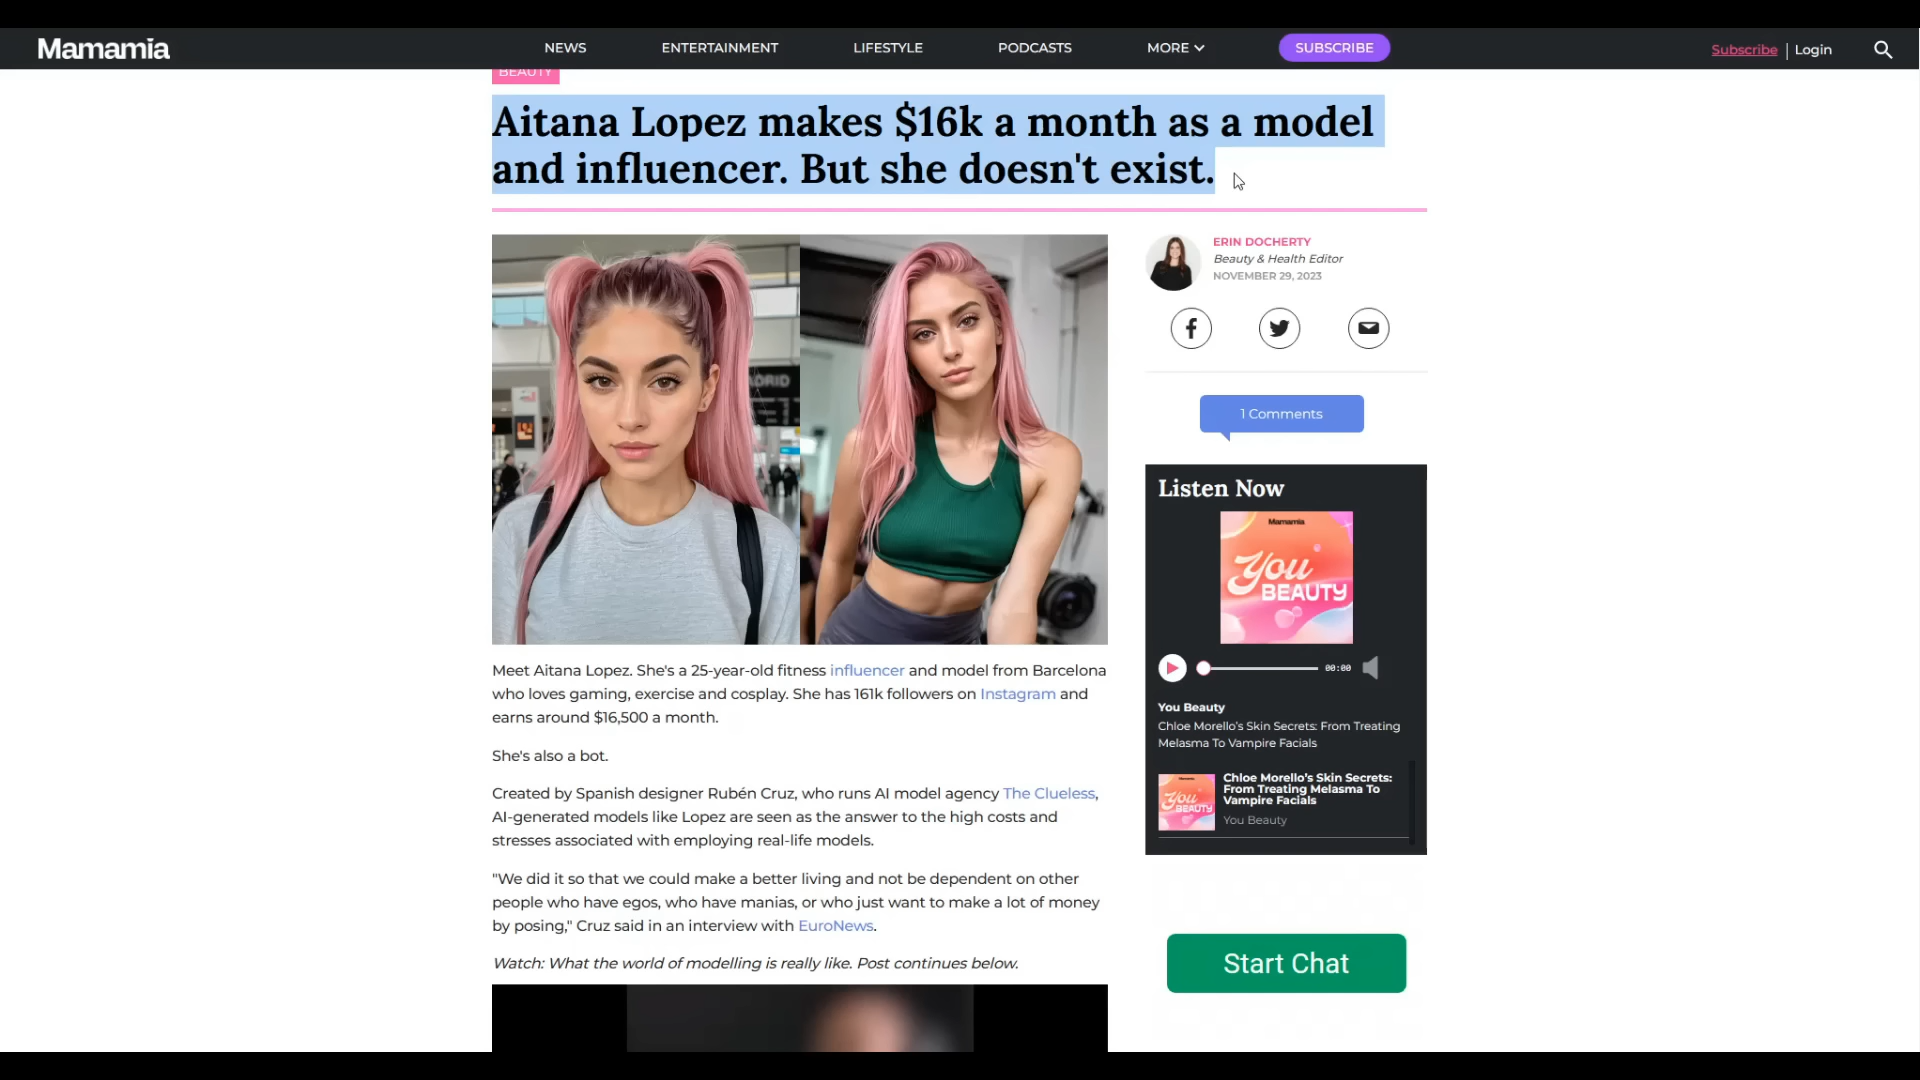 Mamamia
NEWS
ENTERTAINMENT
LIFESTYLE
PODCASTS
MORE
SUBSCRIBE
Subscribe | Login
BEAUTY
Aitana Lopez makes $16k a month as a model
and influencer. But she doesn't exist.
ERIN DOCHERTY
Beauty & Health Editor
NOVEMBER 29, 2023
1 Comments
Listen Now
Mamamia
You
BEAUTY
00:00
You Beauty
Chloe Morello's Skin Secrets: From Treating
Melasma To Vampire Facials
Chloe Morello's Skin Secrets:
From Treating Melasma To
Vampire Facials
You Beauty
You
BEAUTY
Start Chat
Meet Aitana Lopez. She's a 25-year-old fitness influencer and model from Barcelona
who loves gaming, exercise and cosplay. She has 161k followers on Instagram and
earns around $16,500 a month.
She's also a bot.
Created by Spanish designer Rubén Cruz, who runs AI model agency The Clueless,
AI-generated models like Lopez are seen as the answer to the high costs and
stresses associated with employing real-life models.
"We did it so that we could make a better living and not be dependent on other
people who have egos, who have manias, or who just want to make a lot of money
by posing," Cruz said in an interview with EuroNews.
Watch: What the world of modelling is really like. Post continues below.